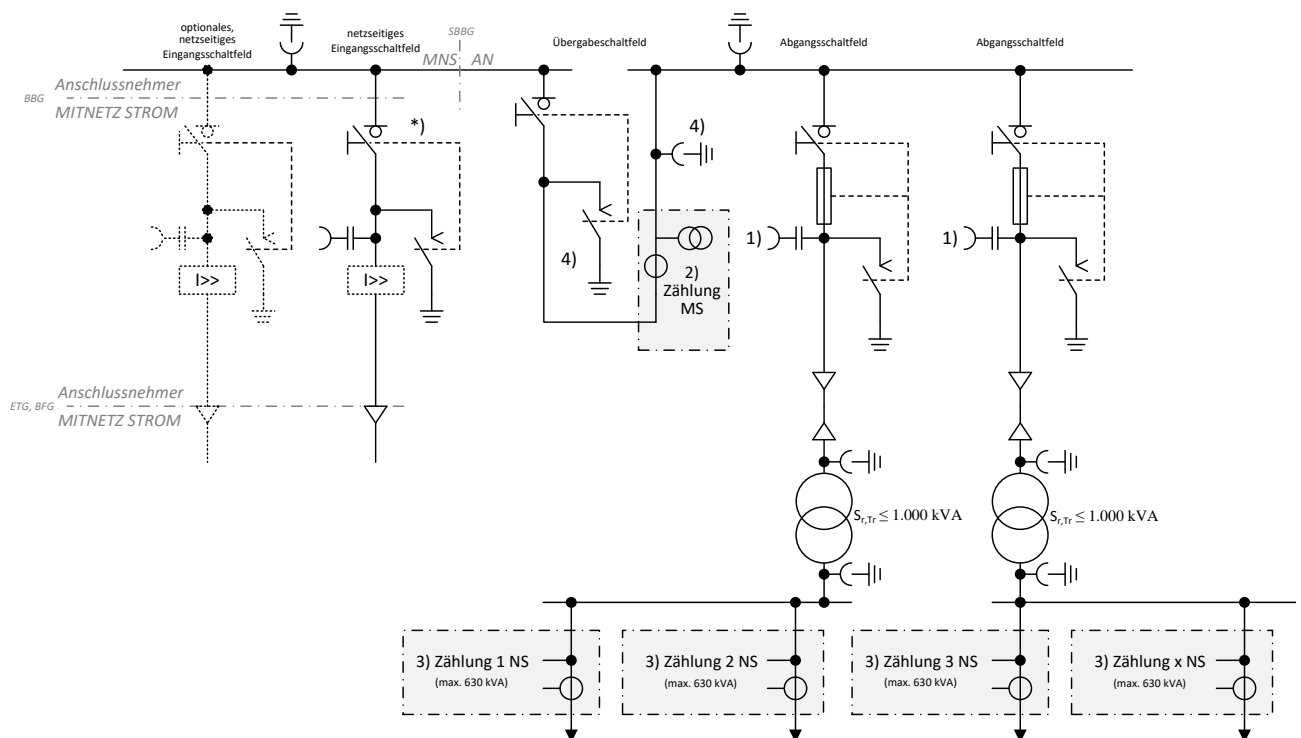 optionales,
netzseitiges
Eingangsschaltfeld
netzseitiges
Eingangsschaltfeld
SBBG
MNS
AN
Übergabeschaltfeld
Abgangsschaltfeld
Abgangsschaltfeld
BBG
Anschlussnehmer
MITNETZ STROM
*)
4)
4)
1)
1)
I>>
I>>
2)
Zählung
MS
ETG, BFG
Anschlussnehmer
MITNETZ STROM
Sr,Tr ≤ 1.000 kVA
Sr,Tr ≤ 1.000 kVA
3) Zählung 1 NS
(max. 630 kVA)
3) Zählung 2 NS
(max. 630 kVA)
3) Zählung 3 NS
(max. 630 kVA)
3) Zählung x NS
(max. 630 kVA)